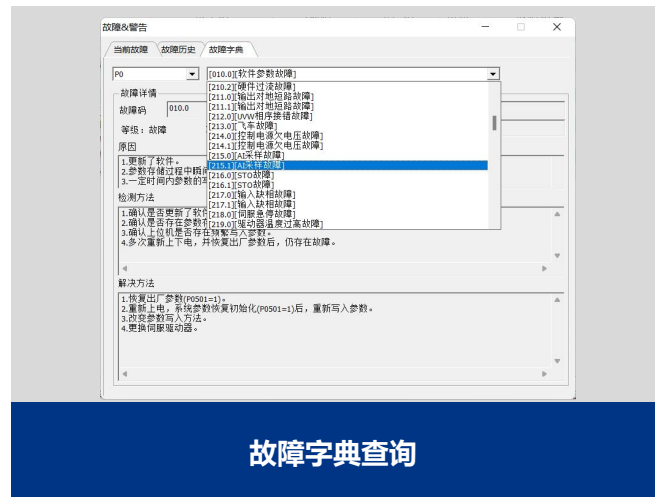 故障&警告
当前故障 故障历史 故障字典
P0 [010.0][软件参数故障]
[210.2][硬件过流故障]
[211.0][输出对地短路故障]
[211.1][输出对地短路故障]
[212.0][UVW相序接错故障]
[213.0][飞车故障]
[214.0][控制电源欠电压故障]
[214.1][控制电源欠电压故障]
[215.0][AI采样故障]
[215.1][AI采样故障]
[216.0][STO故障]
[216.1][STO故障]
[217.0][输入缺相故障]
[217.1][输入缺相故障]
[218.0][伺服急停故障]
[219.0][驱动器温度过高故障]
故障详情
故障码 010.0
等级：故障
原因
1.更新了软件。
2.参数存储过程中瞬间
3.一定时间内参数的写
检测方法
1.确认是否更新了软件
2.确认是否存在参数存
3.确认上位机是否存在频繁写入参数。
4.多次重新上下电，并恢复出厂参数后，仍存在故障。
解决方法
1.恢复出厂参数(P0501=1)。
2.重新上电，系统参数恢复初始化(P0501=1)后，重新写入参数。
3.改变参数写入方法。
4.更换伺服驱动器。
故障字典查询